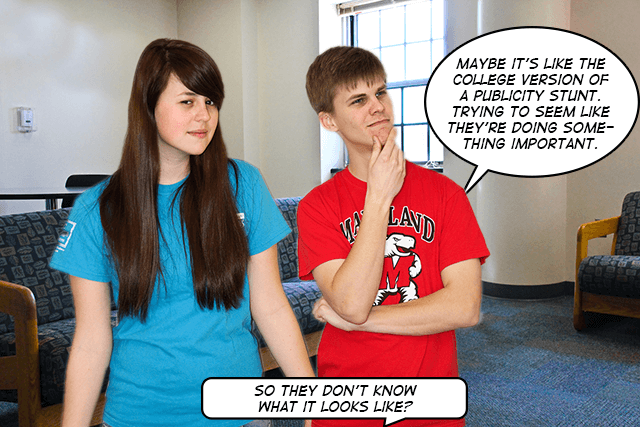 MAYBE IT'S LIKE THE
COLLEGE VERSION OF
A PUBLICITY STUNT.
TRYING TO SEEM LIKE
THEY'RE DOING SOME-
THING IMPORTANT.
MARYLAND
M
SO THEY DON'T KNOW
WHAT IT LOOKS LIKE?